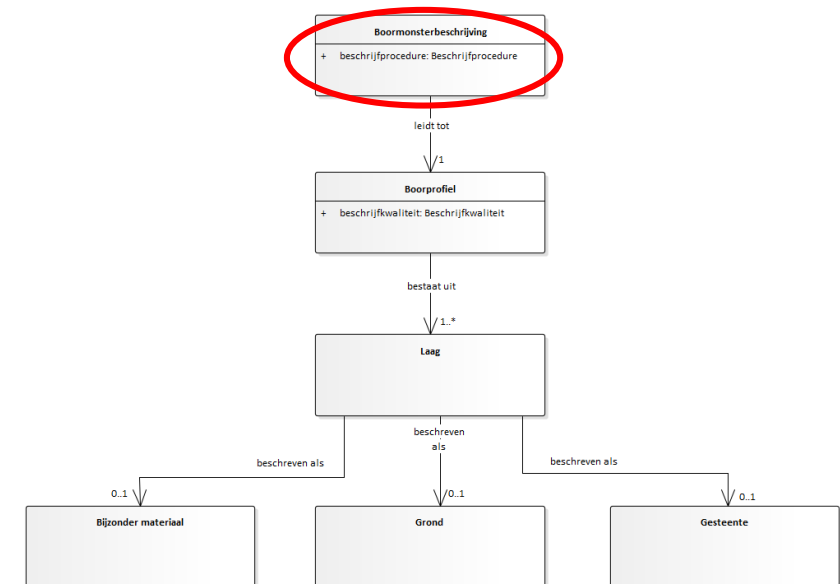 Boormonsterbeschrijving
+ beschrijfprocedure: Beschrijfprocedure
leidt tot
1
Boorprofiel
+ beschrijfkwaliteit: Beschrijfkwaliteit
bestaat uit
1..*
Laag
beschreven
als
beschreven als
beschreven als
0..1
0..1
0..1
Bijzonder materiaal
Grond
Gesteente